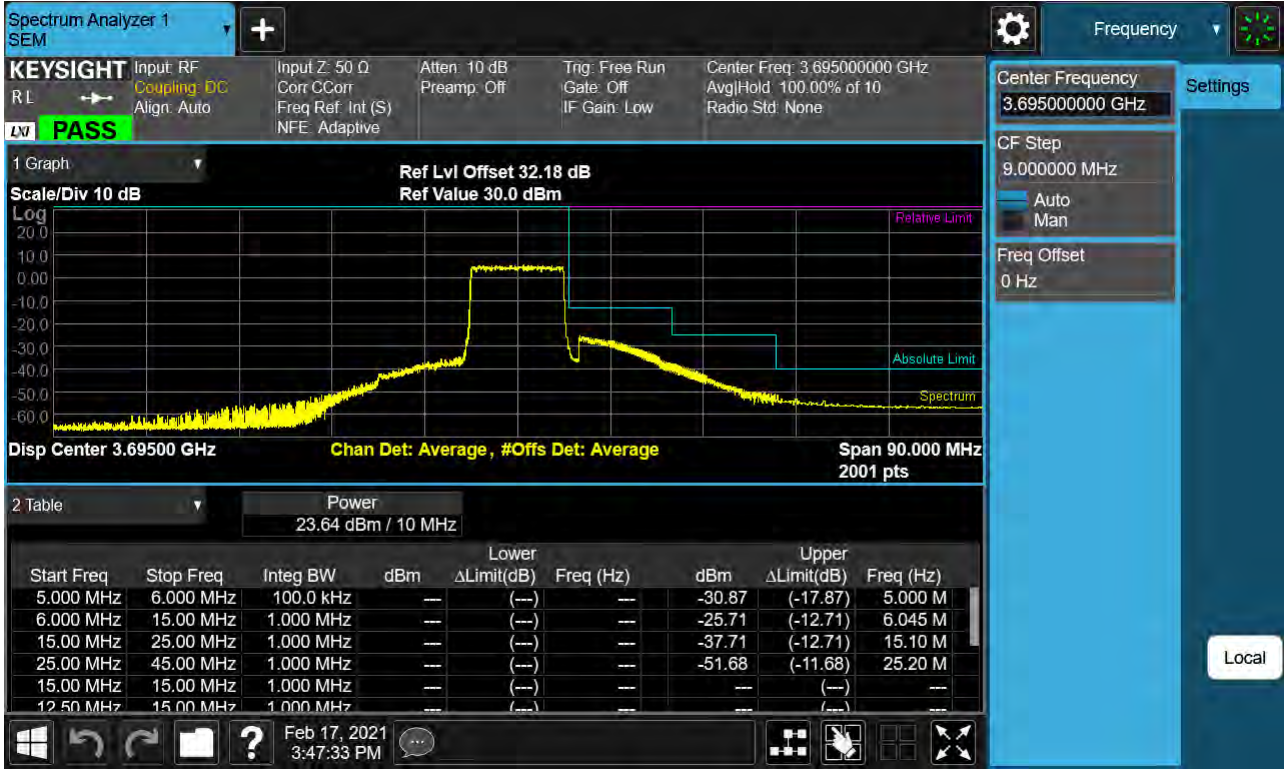 Spectrum Analyzer 1
SEM
Frequency
KEYSIGHT
RL
LXI
PASS
Input: RF
Coupling: DC
Align: Auto
Input Z: 50 Ω
Corr CCorr
Freq Ref: Int (S)
NFE: Adaptive
Atten: 10 dB
Preamp: Off
Trig: Free Run
Gate: Off
IF Gain: Low
Center Freq: 3.695000000 GHz
Avg|Hold: 100.00% of 10
Radio Std: None
Center Frequency
3.695000000 GHz
Settings
CF Step
9.000000 MHz
Auto
Man
Freq Offset
0 Hz
Local
1 Graph
Ref Lvl Offset 32.18 dB
Scale/Div 10 dB
Ref Value 30.0 dBm
Log
Relative Limit
20.0
10.0
0.00
-10.0
-20.0
-30.0
-40.0
-50.0
-60.0
Absolute Limit
Spectrum
Disp Center 3.69500 GHz
Chan Det: Average, #Offs Det: Average
Span 90.000 MHz
2001 pts
2 Table
Power
23.64 dBm / 10 MHz
Lower Upper
Start Freq Stop Freq Integ BW dBm ΔLimit(dB) Freq (Hz) dBm ΔLimit(dB) Freq (Hz)
5.000 MHz 6.000 MHz 100.0 kHz --- (---) --- -30.87 (-17.87) 5.000 M
6.000 MHz 15.00 MHz 1.000 MHz --- (---) --- -25.71 (-12.71) 6.045 M
15.00 MHz 25.00 MHz 1.000 MHz --- (---) --- -37.71 (-12.71) 15.10 M
25.00 MHz 45.00 MHz 1.000 MHz --- (---) --- -51.68 (-11.68) 25.20 M
15.00 MHz 15.00 MHz 1.000 MHz --- (---) --- --- (---) ---
12.50 MHz 15.00 MHz 1.000 MHz --- (---) --- --- (---) ---
?
Feb 17, 2021
3:47:33 PM